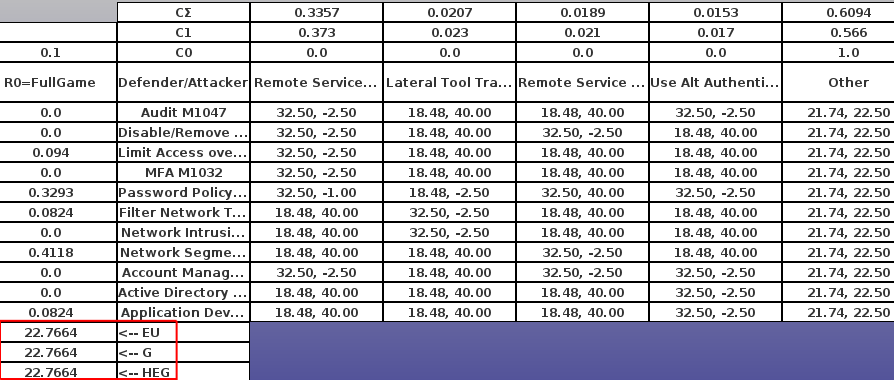 CΣ 0.3357 0.0207 0.0189 0.0153 0.6094
C1 0.373 0.023 0.021 0.017 0.566
0.1 C0 0.0 0.0 0.0 0.0 1.0
R0=FullGame Defender/Attacker Remote Service... Lateral Tool Tra... Remote Service ... Use Alt Authenti... Other
0.0 Audit M1047 32.50, -2.50 18.48, 40.00 18.48, 40.00 32.50, -2.50 21.74, 22.50
0.0 Disable/Remove ... 32.50, -2.50 18.48, 40.00 32.50, -2.50 18.48, 40.00 21.74, 22.50
0.094 Limit Access ove... 32.50, -2.50 18.48, 40.00 18.48, 40.00 18.48, 40.00 21.74, 22.50
0.0 MFA M1032 32.50, -2.50 18.48, 40.00 18.48, 40.00 18.48, 40.00 21.74, 22.50
0.3293 Password Policy... 32.50, -1.00 18.48, -2.50 32.50, 40.00 32.50, -2.50 21.74, 22.50
0.0824 Filter Network T... 18.48, 40.00 32.50, -2.50 18.48, 40.00 18.48, 40.00 21.74, 22.50
0.0 Network Intrusi... 18.48, 40.00 32.50, -2.50 18.48, 40.00 18.48, 40.00 21.74, 22.50
0.4118 Network Segme... 18.48, 40.00 18.48, 40.00 32.50, -2.50 18.48, 40.00 21.74, 22.50
0.0 Account Manag... 32.50, -2.50 18.48, 40.00 32.50, -2.50 32.50, -2.50 21.74, 22.50
0.0 Active Directory ... 18.48, 40.00 18.48, 40.00 18.48, 40.00 32.50, -2.50 21.74, 22.50
0.0824 Application Dev... 18.48, 40.00 18.48, 40.00 18.48, 40.00 32.50, -2.50 21.74, 22.50
22.7664 <-- EU
22.7664 <-- G
22.7664 <-- HEG